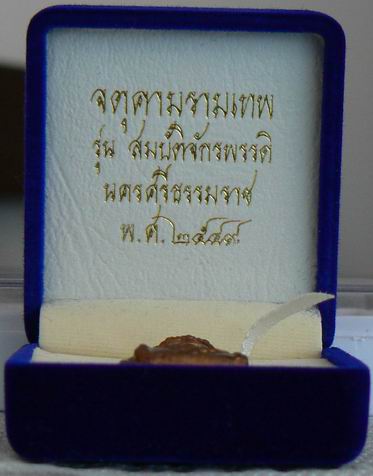 จตุคามรามเทพ
รุ่น สมบัติจักรพรรดิ
นครศรีธรรมราช
พ.ศ. ๒๕๔๙